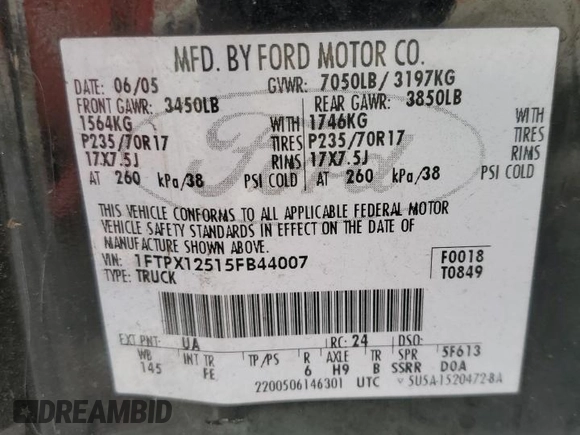 MFD. BY FORD MOTOR CO.
DATE: 06/05 GVWR: 7050LB/ 3197KG
FRONT GAWR: 3450LB REAR GAWR: 3850LB
1564KG WITH 1746KG WITH
P235/70R17 TIRES P235/70R17 TIRES
17X7.5J RIMS 17X7.5J RIMS
AT 260 kPa/38 PSI COLD AT 260 kPa/38 PSI COLD
THIS VEHICLE CONFORMS TO ALL APPLICABLE FEDERAL MOTOR
VEHICLE SAFETY STANDARDS IN EFFECT ON THE DATE OF
MANUFACTURE SHOWN ABOVE.
VIN: 1FTPX12515FB44007 F0018
TYPE: TRUCK T0849
EXT PNT: UA RC: 24 DSO:
WB INT TR TP/PS R AXLE TR SPR 5F613
145 FE 6 H9 B SSRR DOA
2200506146301 UTC 5U5A-1520472-BA
Ford
DREAMBID